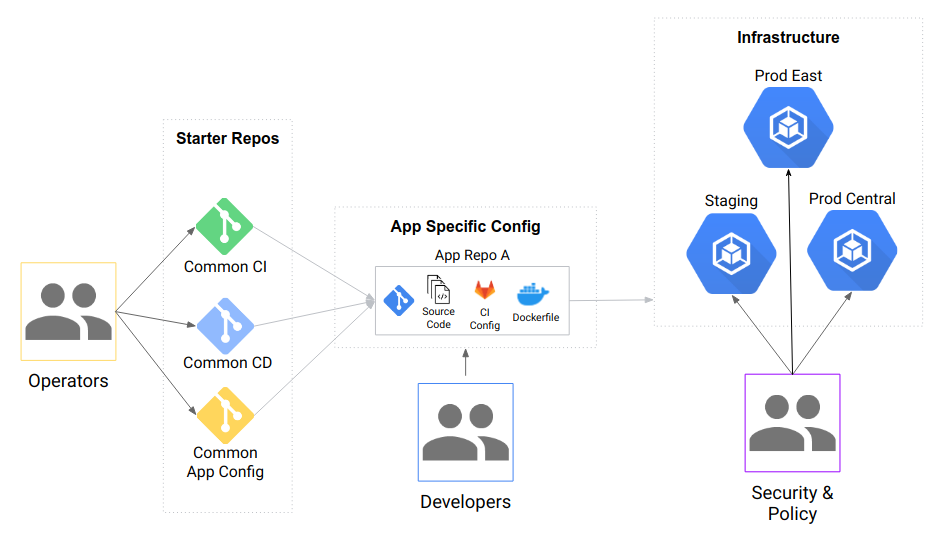 Infrastructure
Prod East
Staging
Prod Central
Starter Repos
Common CI
Common CD
Common
App Config
Operators
App Specific Config
App Repo A
Source
Code
CI
Config
Dockerfile
Developers
Security &
Policy